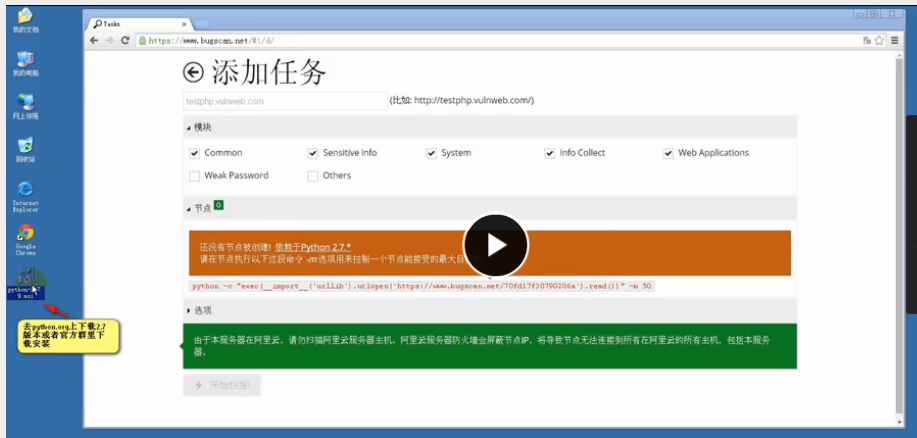 我的文档
Tasks
https://www.bugscan.net/#!/d/
我的电脑
添加任务
testphp.vulnweb.com
(比如: http://testphp.vulnweb.com/)
网上邻居
模块
Common
Sensitive Info
System
Info Collect
Web Applications
回收站
Weak Password
Others
Internet
Explorer
节点 0
还没有节点被创建! 依赖于Python 2.7.*
请在节点执行以下这段命令 -m 选项用来控制一个节点能接受的最大
Google
Chrome
python -c "exec(__import__('urllib').urlopen('https://www.bugscan.net/70fd17f30790206a').read())" -m 50
选项
去python.org上下载2.7
版本或者官方群里下
载安装
由于本服务器在阿里云，请勿扫描阿里云服务器主机，阿里云服务器防火墙会屏蔽节点IP，将导致节点无法连接到所有在阿里云的所有主机，包括本服务
器。
开始扫描!